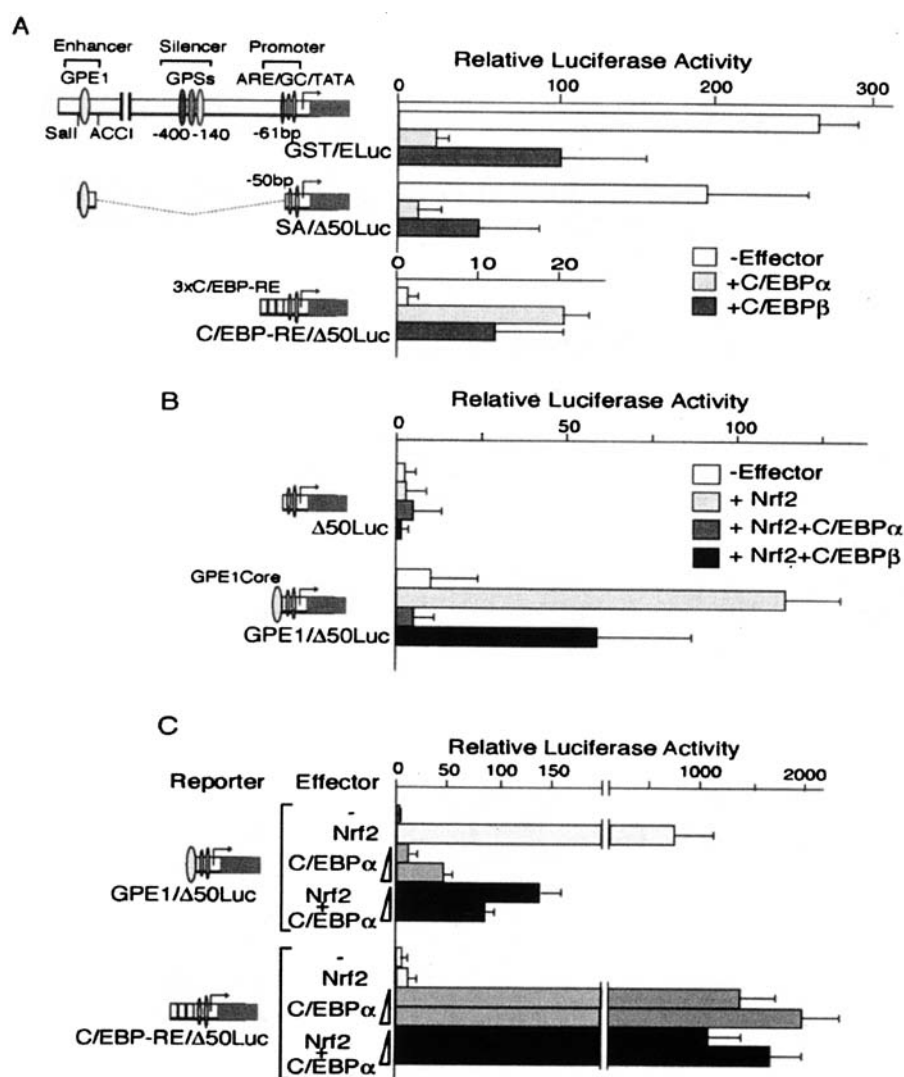 A
Enhancer Silencer Promoter
GPE1 GPSs ARE/GC/TATA
SalI ACCI -400 -140 -61bp
GST/ELuc
-50bp
SA/Δ50Luc
3xC/EBP-RE
C/EBP-RE/Δ50Luc
Relative Luciferase Activity
0 100 200 300
0 10 20
-Effector
+C/EBPα
+C/EBPβ
B
Relative Luciferase Activity
0 50 100
Δ50Luc
GPE1Core
GPE1/Δ50Luc
-Effector
+ Nrf2
+ Nrf2+C/EBPα
+ Nrf2+C/EBPβ
C
Relative Luciferase Activity
0 50 100 150 1000 2000
Reporter Effector
GPE1/Δ50Luc
-
Nrf2
C/EBPα
Nrf2
+
C/EBPα
C/EBP-RE/Δ50Luc
-
Nrf2
C/EBPα
Nrf2
+
C/EBPα